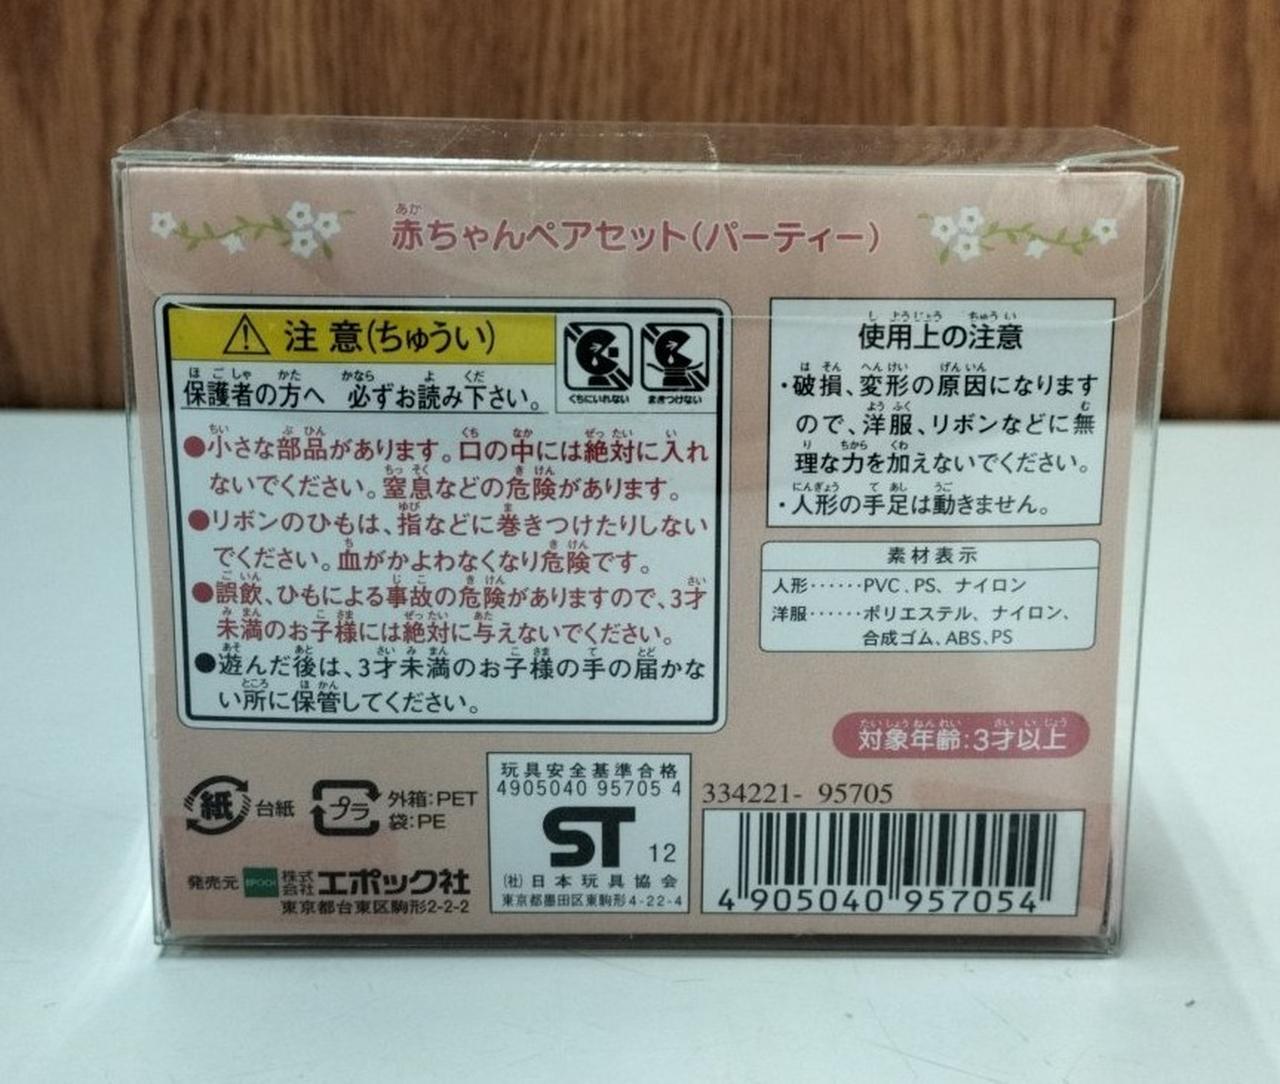 赤ちゃんペアセット(パーティー)
注意(ちゅうい)
保護者の方へ 必ずお読み下さい。
くちにいれない
まきつけない
●小さな部品があります。口の中には絶対に入れ
ないでください。窒息などの危険があります。
●リボンのひもは、指などに巻きつけたりしない
でください。血がかよわなくなり危険です。
●誤飲、ひもによる事故の危険がありますので、3才
未満のお子様には絶対に与えないでください。
●遊んだ後は、3才未満のお子様の手の届かな
い所に保管してください。
使用上の注意
・破損、変形の原因になります
ので、洋服、リボンなどに無
理な力を加えないでください。
・人形の手足は動きません。
素材表示
人形……PVC、PS、ナイロン
洋服……ポリエステル、ナイロン、
合成ゴム、ABS、PS
対象年齢:3才以上
紙 台紙
プラ 外箱:PET
袋:PE
発売元 EPOCH 株式会社エポック社
東京都台東区駒形2-2-2
玩具安全基準合格
4905040 95705 4
ST 12
(社)日本玩具協会
東京都墨田区東駒形4-22-4
334221- 95705
4 905040 957054